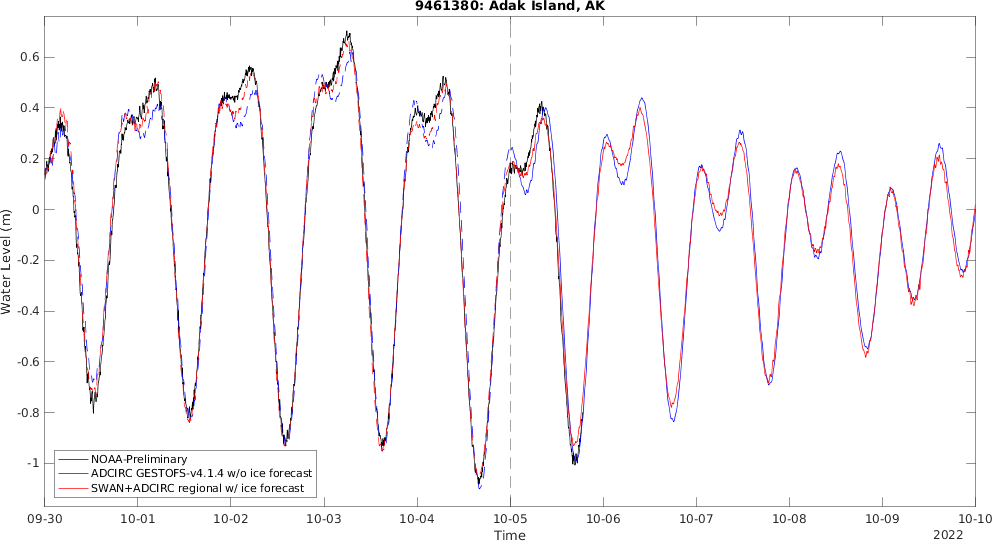 9461380: Adak Island, AK
Water Level (m)
0.6
0.4
0.2
0
-0.2
-0.4
-0.6
-0.8
-1
NOAA-Preliminary
ADCIRC GESTOFS-v4.1.4 w/o ice forecast
SWAN+ADCIRC regional w/ ice forecast
09-30 10-01 10-02 10-03 10-04 10-05 10-06 10-07 10-08 10-09 10-10
Time
2022